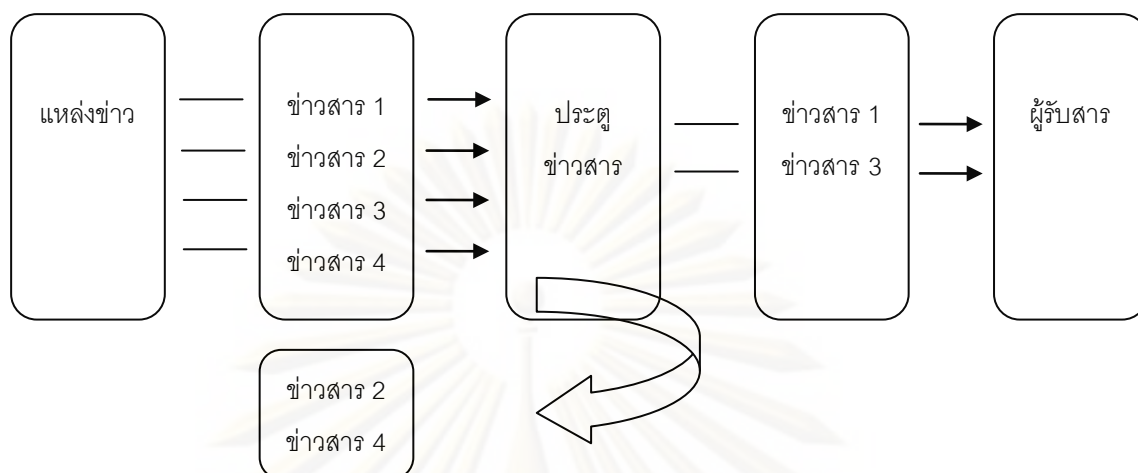 แหล่งข่าว
ข่าวสาร 1
ข่าวสาร 2
ข่าวสาร 3
ข่าวสาร 4
ประตู
ข่าวสาร
ข่าวสาร 1
ข่าวสาร 3
ผู้รับสาร
ข่าวสาร 2
ข่าวสาร 4